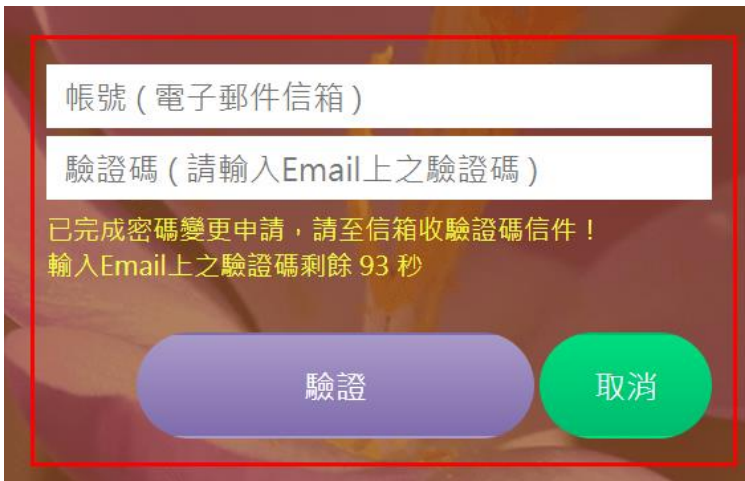 帳號 ( 電子郵件信箱 )
驗證碼 ( 請輸入Email上之驗證碼 )
已完成密碼變更申請，請至信箱收驗證碼信件！
輸入Email上之驗證碼剩餘 93 秒
驗證
取消